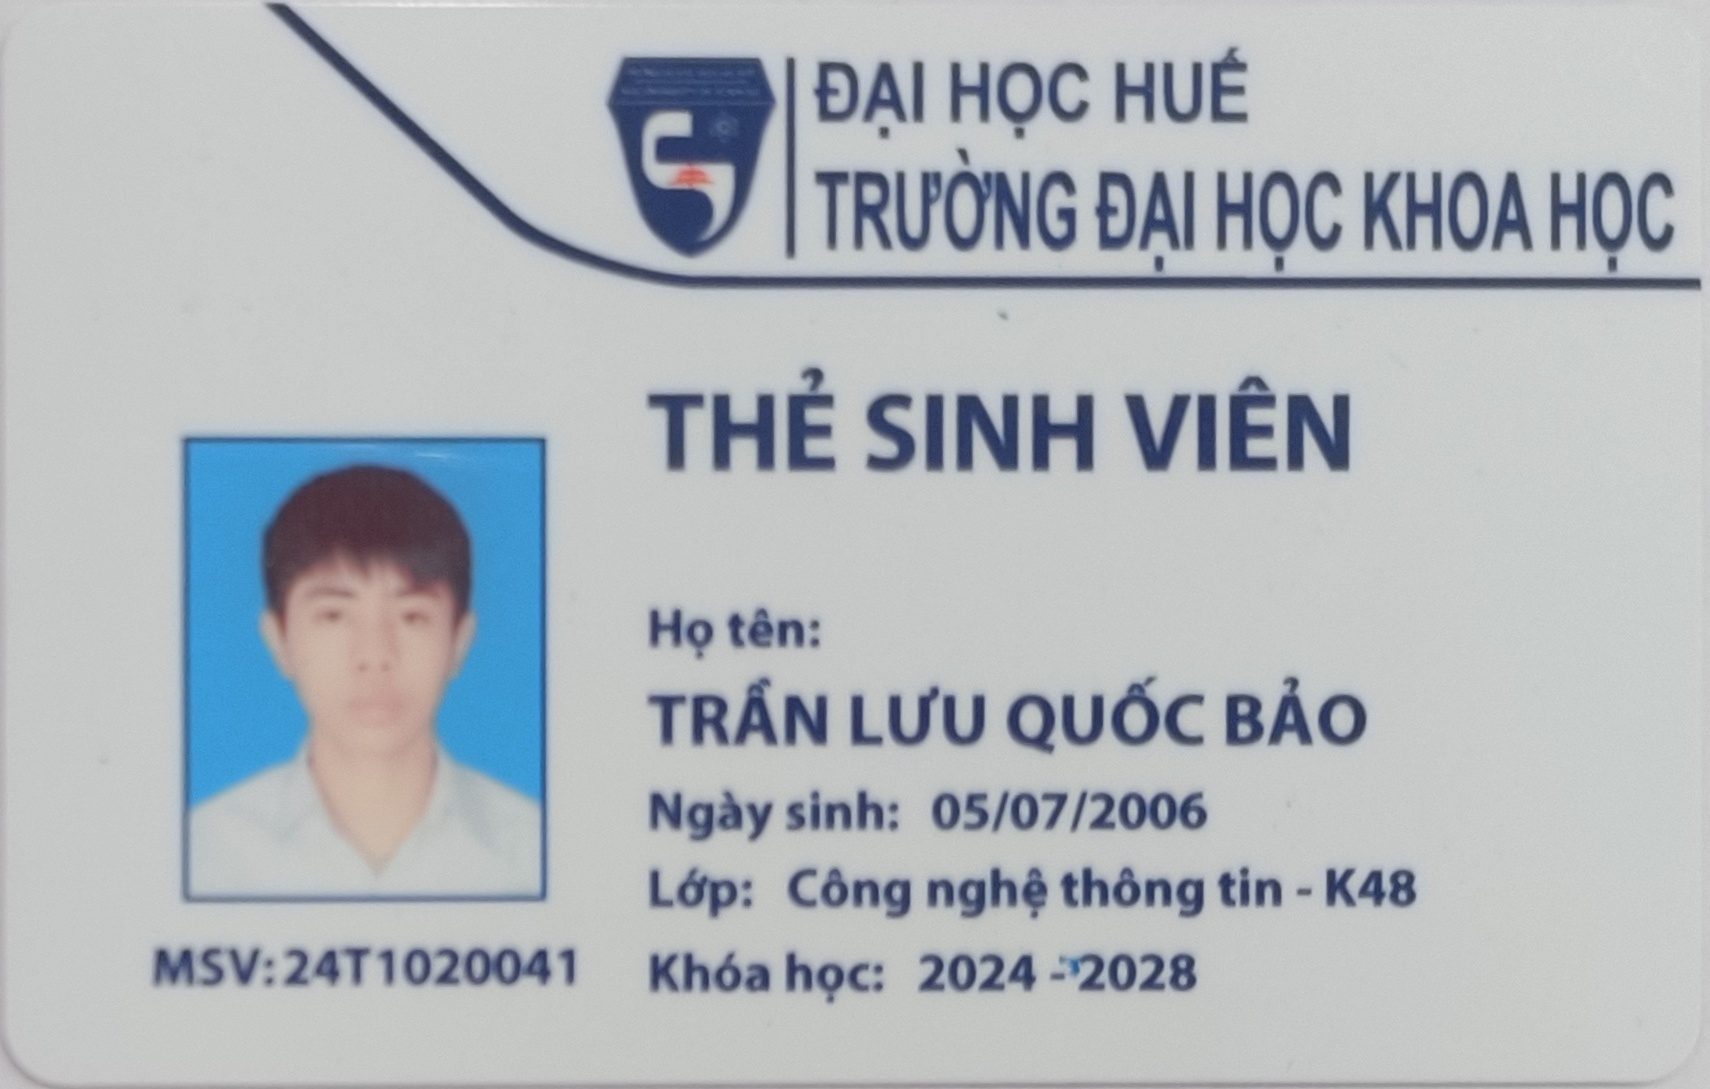 ĐẠI HỌC HUẾ
TRƯỜNG ĐẠI HỌC KHOA HỌC
THẺ SINH VIÊN
Họ tên:
TRẦN LƯU QUỐC BẢO
Ngày sinh: 05/07/2006
Lớp: Công nghệ thông tin - K48
Khóa học: 2024 - 2028
MSV: 24T1020041